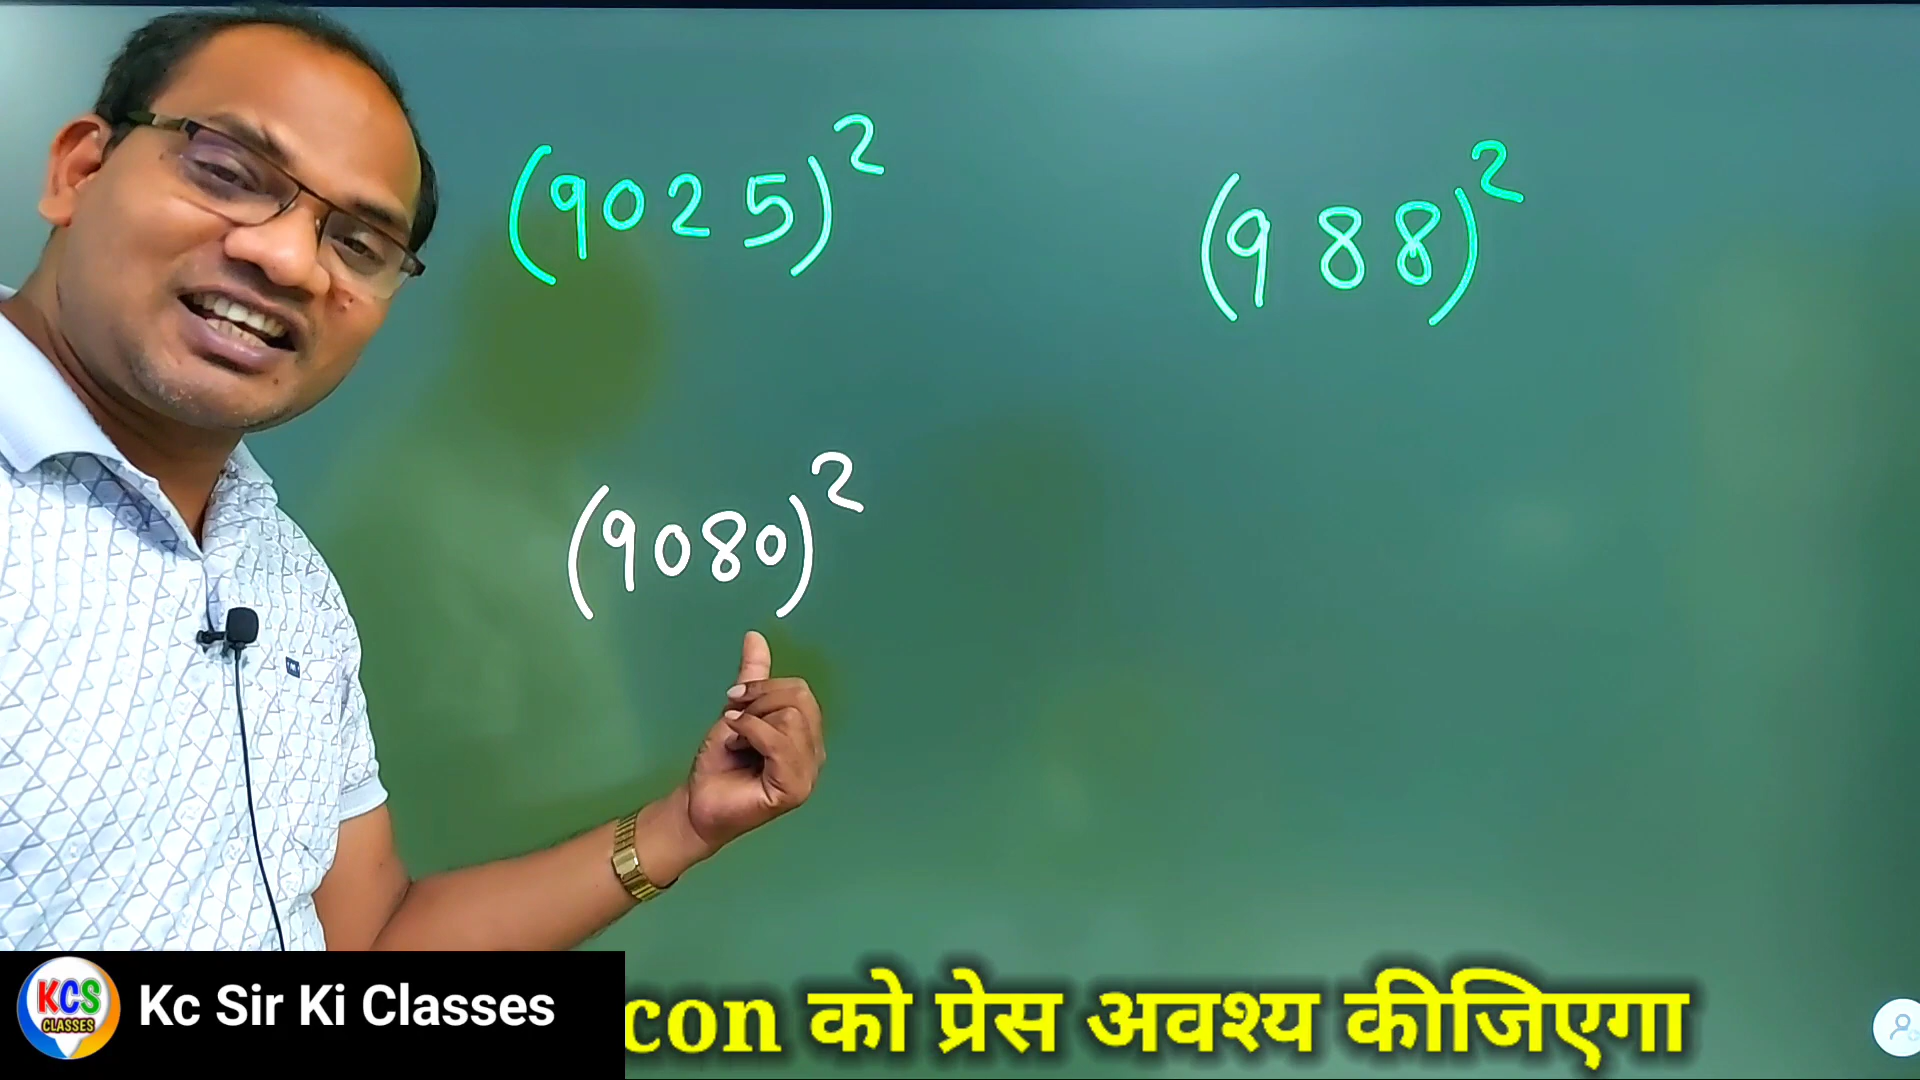 (9025)²
(988)²
(9080)²
KCS
CLASSES
Kc Sir Ki Classes
con को प्रेस अवश्य कीजिएगा